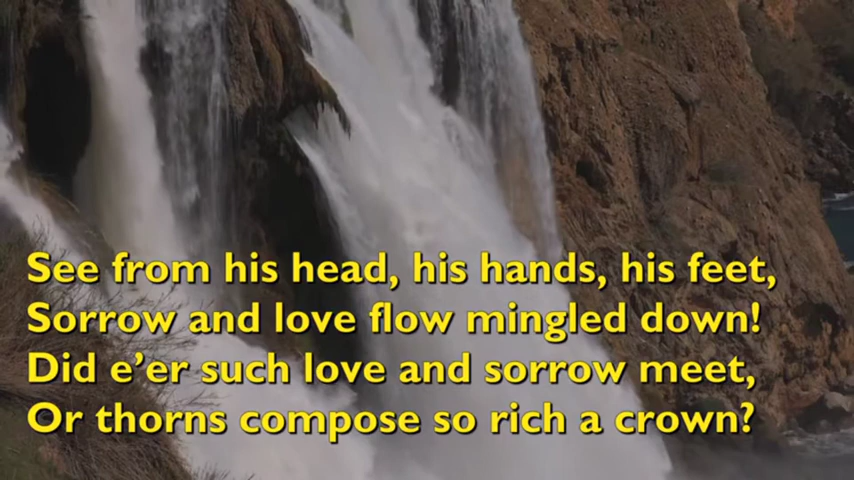 See from his head, his hands, his feet,
Sorrow and love flow mingled down!
Did e’er such love and sorrow meet,
Or thorns compose so rich a crown?